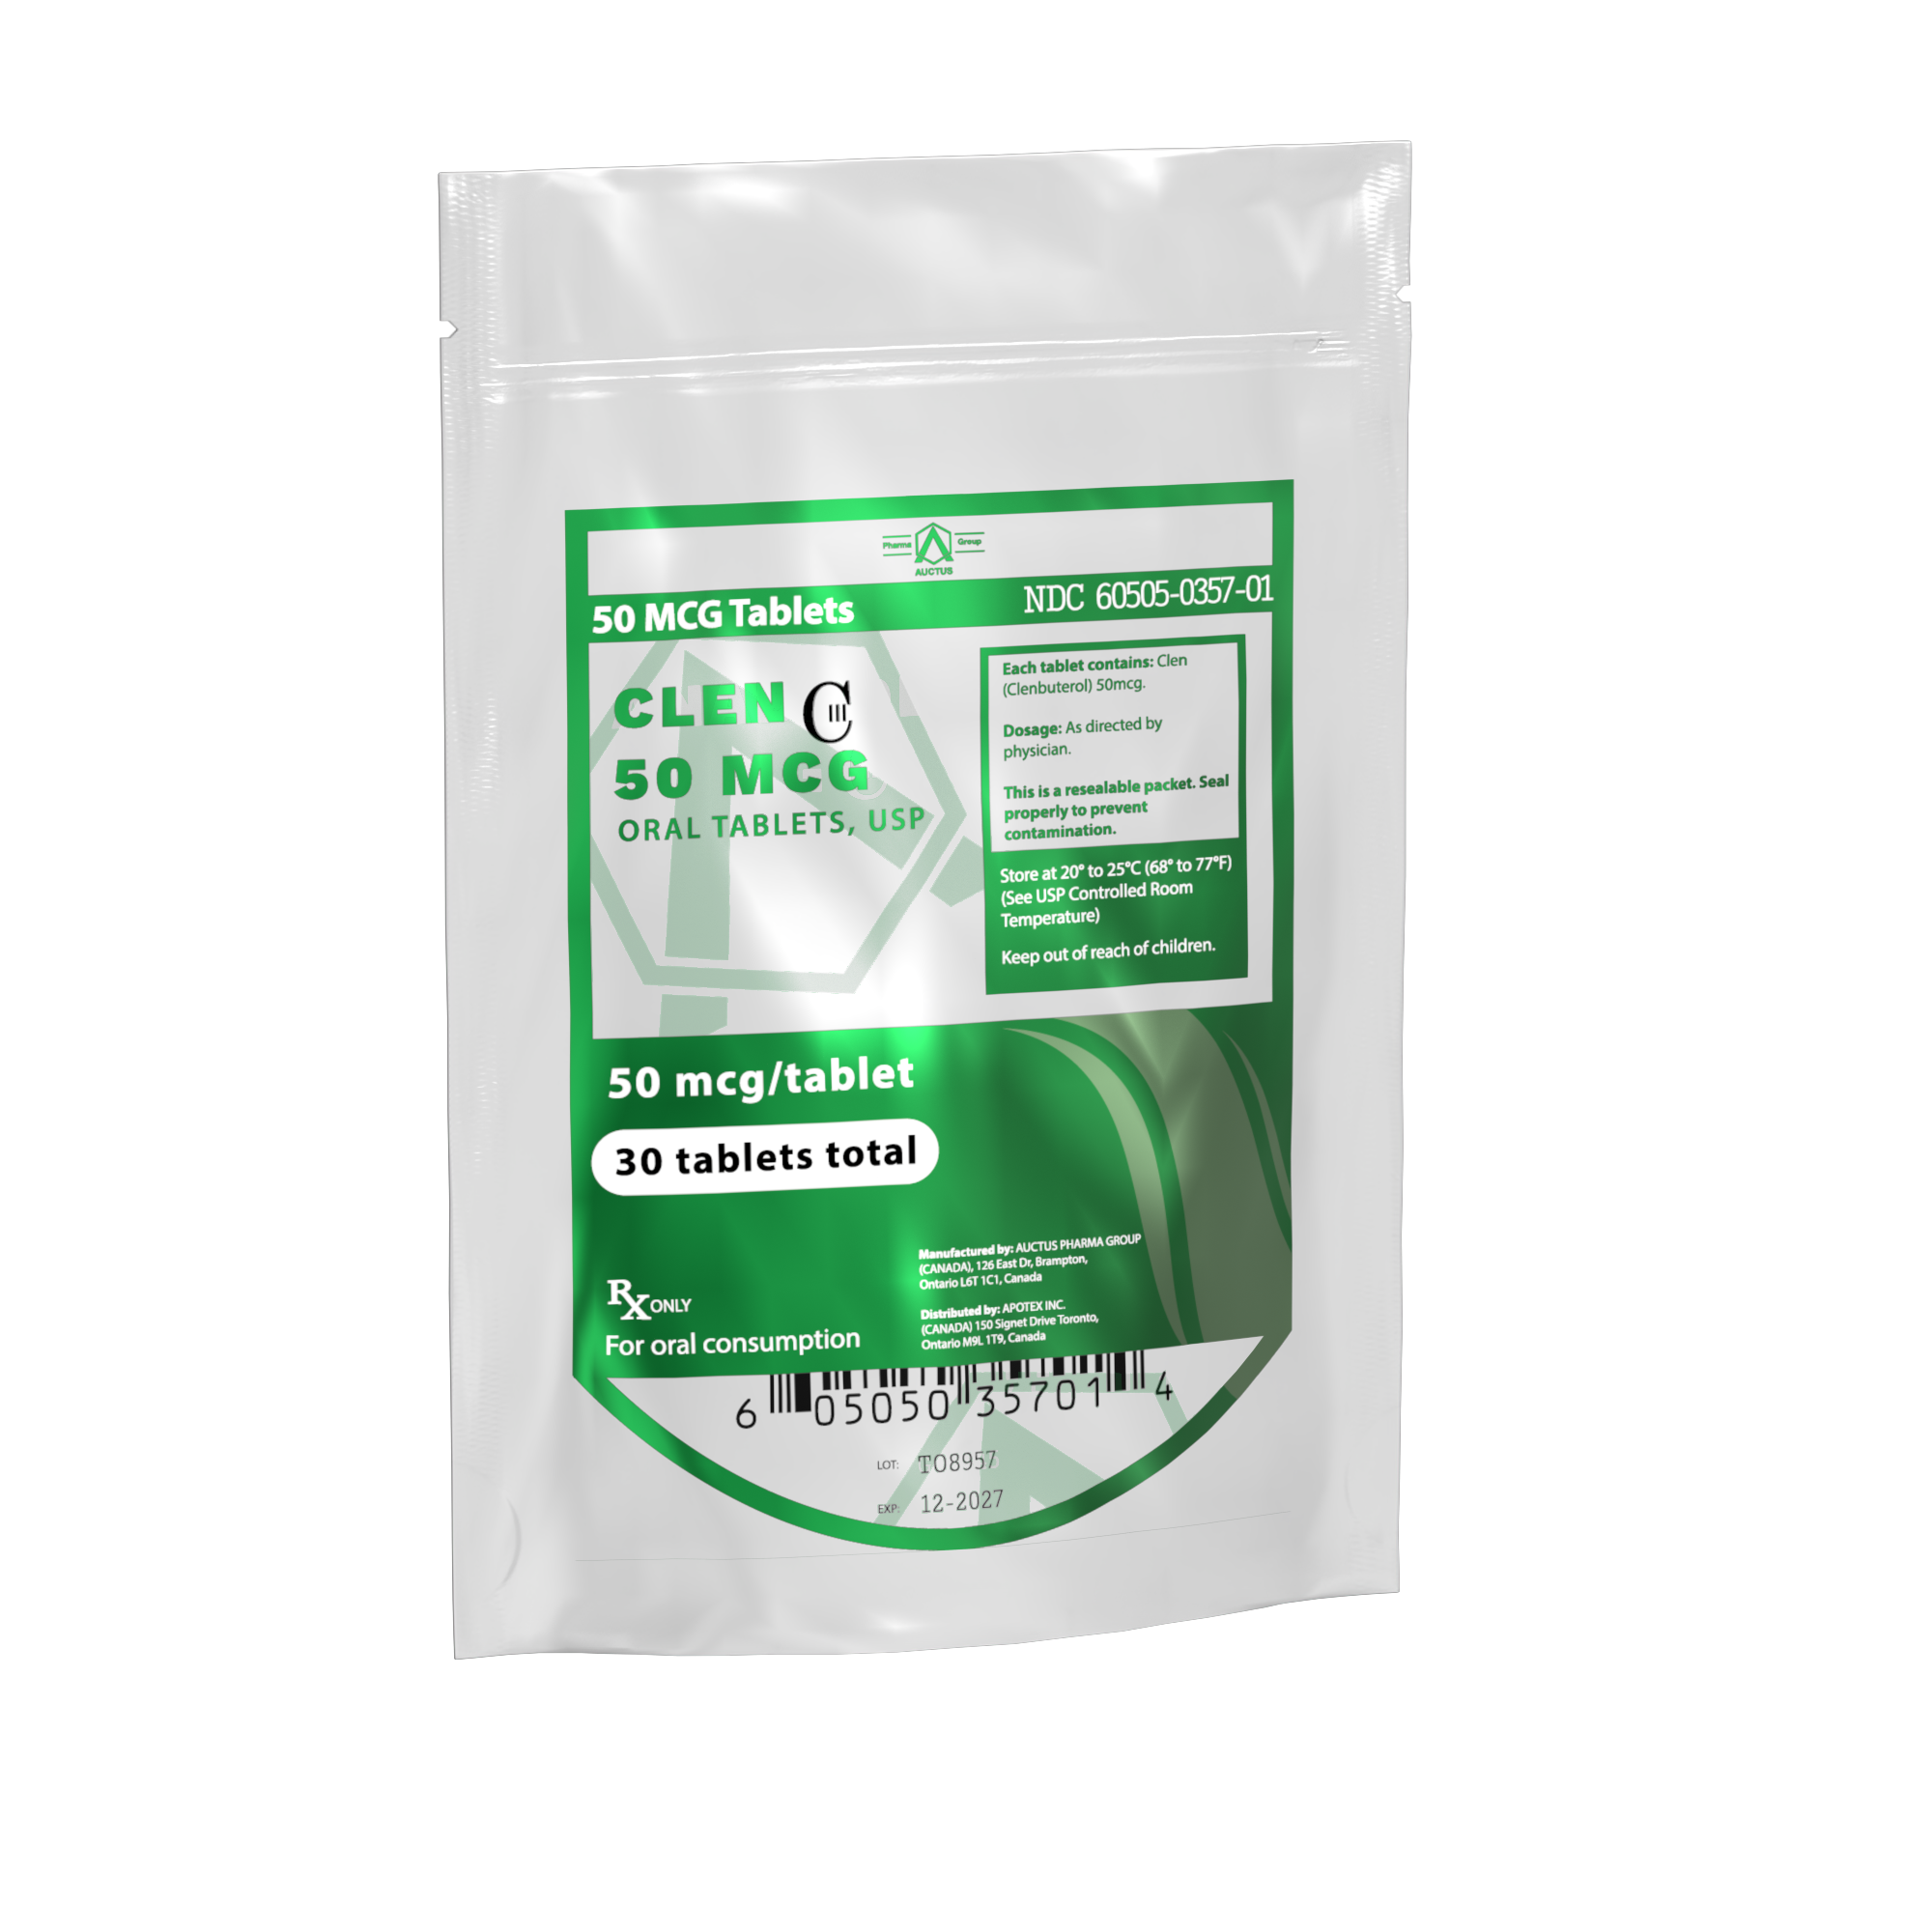 Pharma Group
AUCTUS
50 MCG Tablets
NDC 60505-0357-01
CLEN CIII
50 MCG
ORAL TABLETS, USP
Each tablet contains: Clen
(Clenbuterol) 50mcg.
Dosage: As directed by
physician.
This is a resealable packet. Seal
properly to prevent
contamination.
Store at 20° to 25°C (68° to 77°F)
(See USP Controlled Room
Temperature)
Keep out of reach of children.
50 mcg/tablet
30 tablets total
Rx ONLY
For oral consumption
Manufactured by: AUCTUS PHARMA GROUP
(CANADA), 126 East Dr, Brampton,
Ontario L6T 1C1, Canada
Distributed by: APOTEX INC.
(CANADA) 150 Signet Drive Toronto,
Ontario M9L 1T9, Canada
6 05050 35701 4
LOT: TO8957
EXP: 12-2027